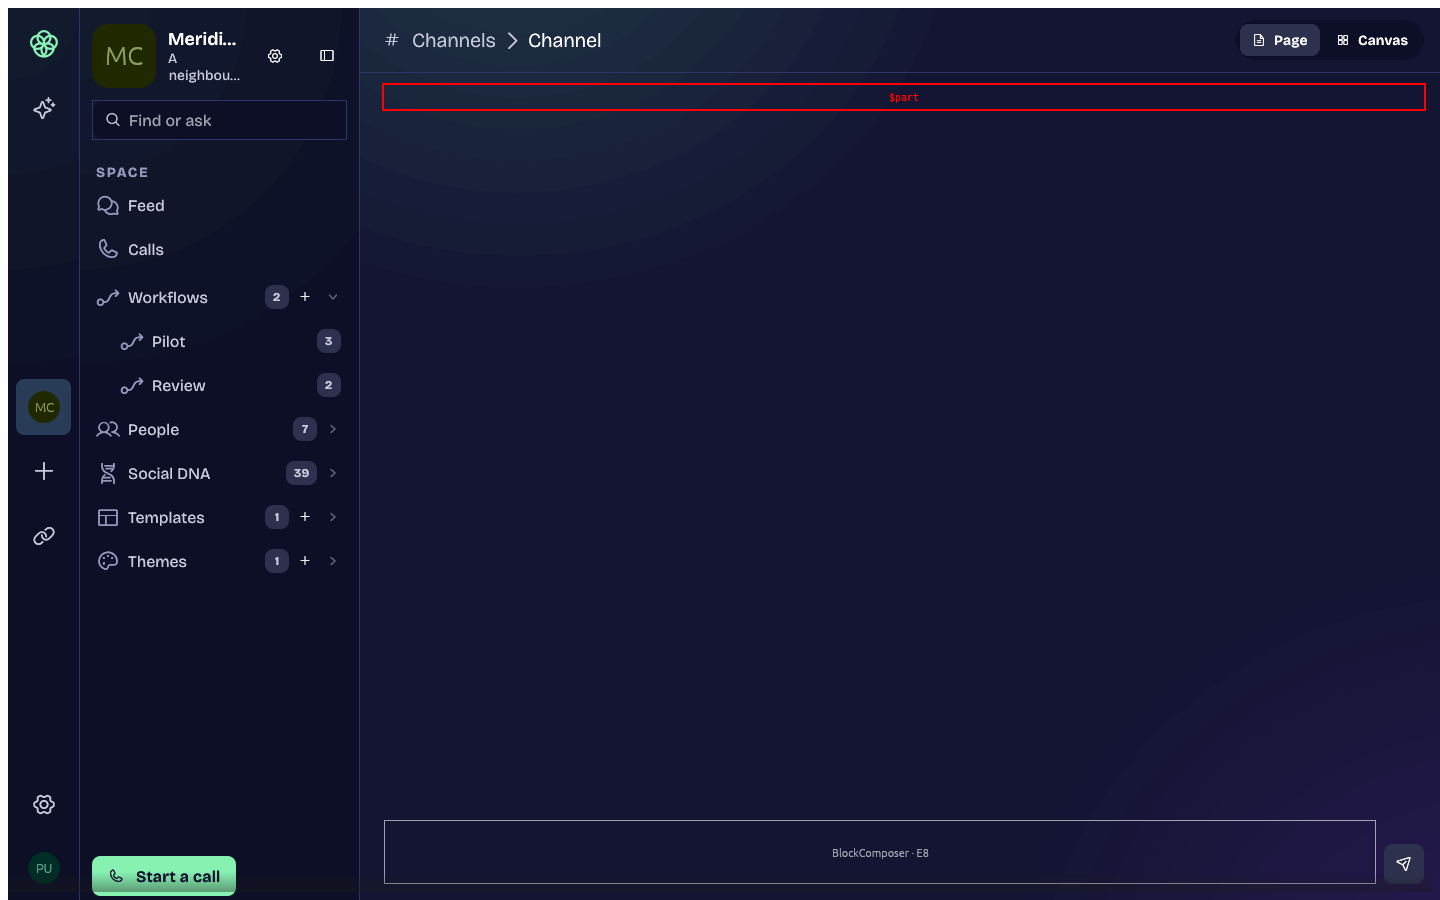 MC
Meridi...
A
neighbou...
Find or ask
SPACE
Feed
Calls
Workflows 2
Pilot 3
Review 2
People 7
Social DNA 39
Templates 1
Themes 1
Start a call
MC
PU
# Channels > Channel
Page
Canvas
$part
BlockComposer · E8